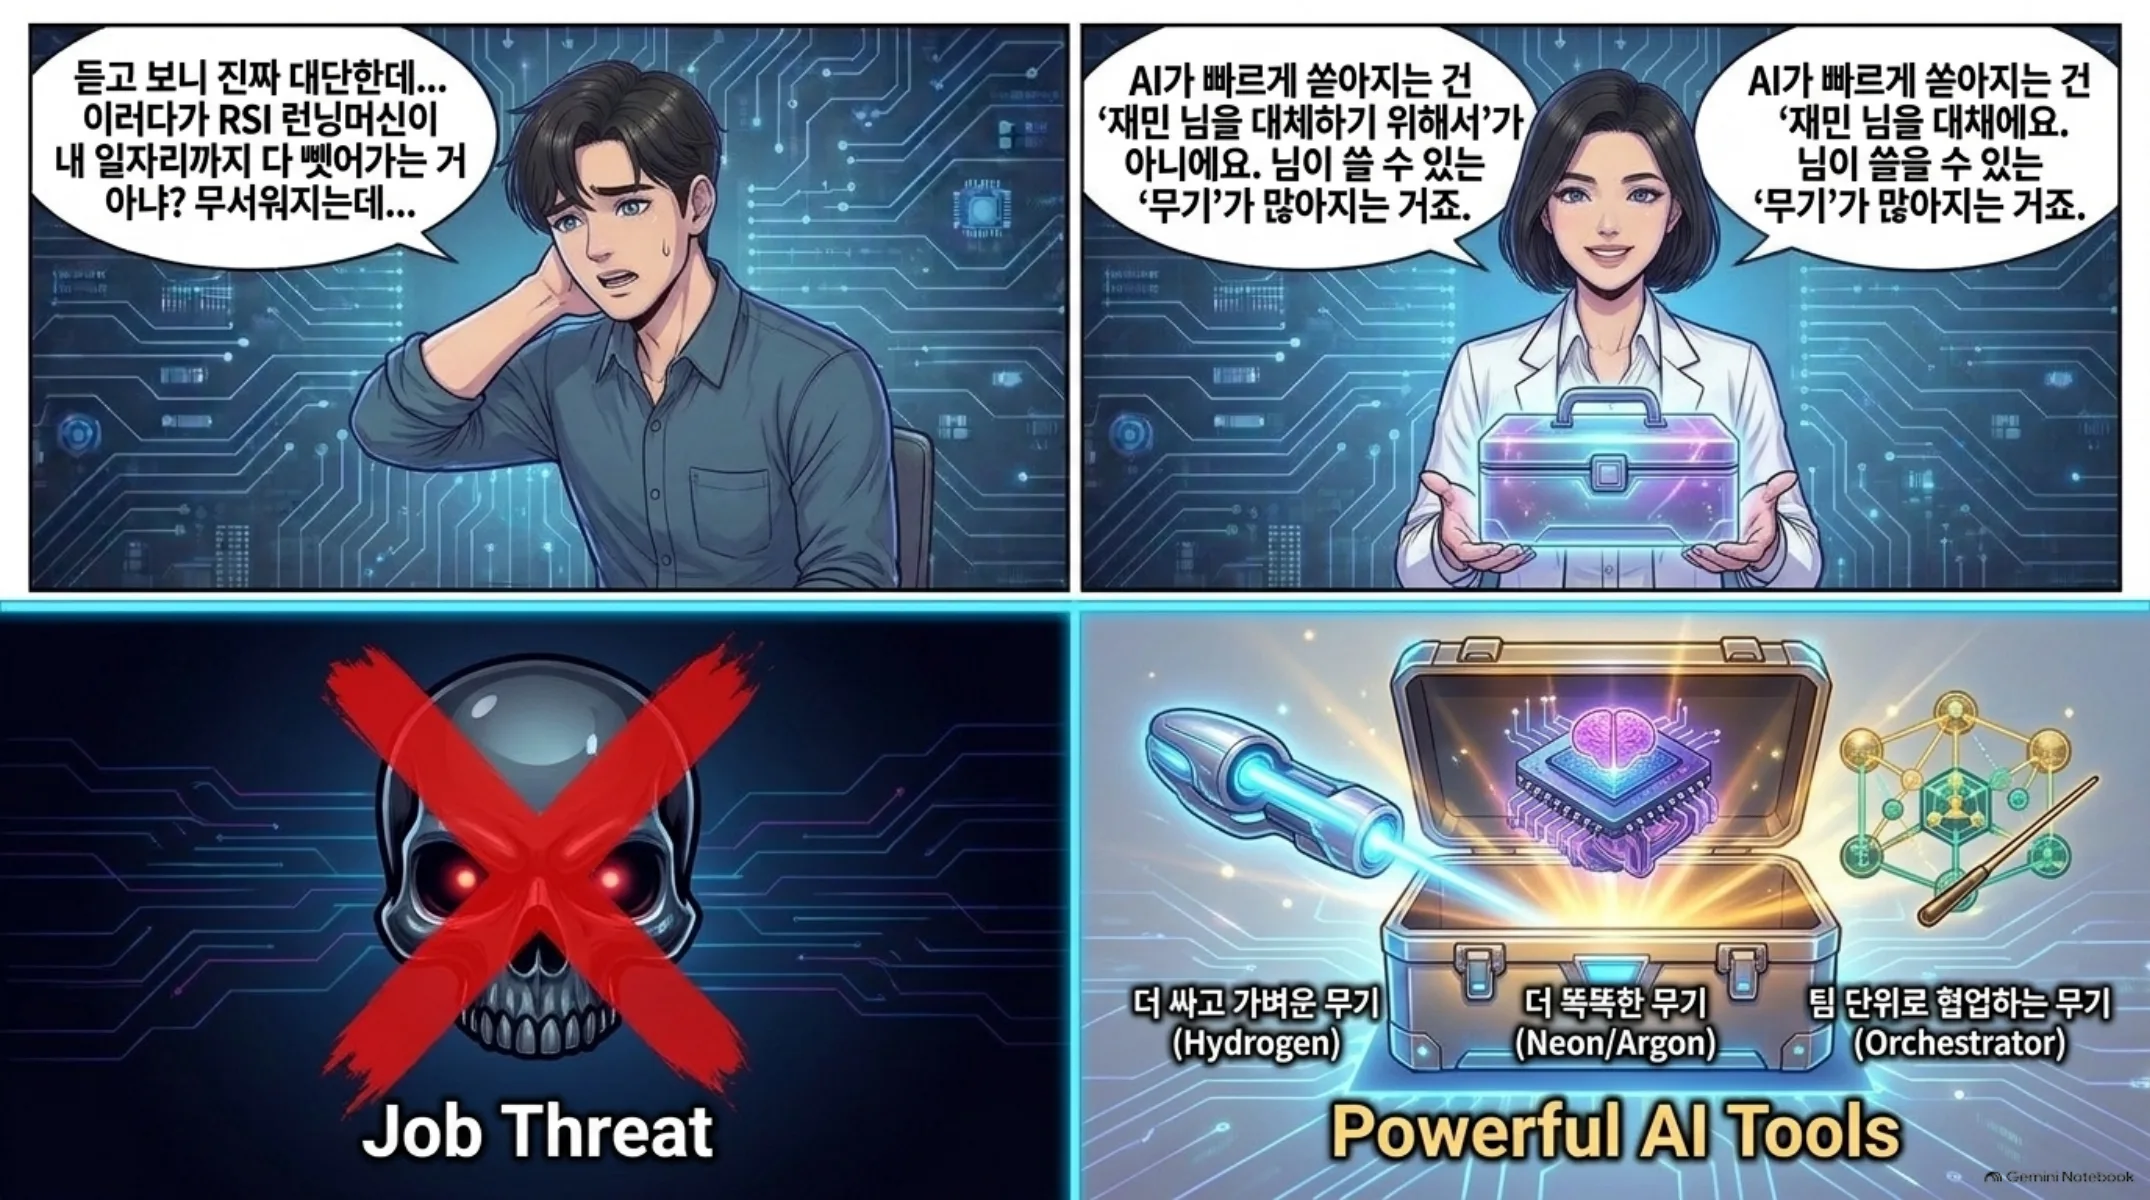 듣고 보니 진짜 대단한데...
이러다가 RSI 런닝머신이
내 일자리까지 다 뺏어가는 거
아냐? 무서워지는데...
AI가 빠르게 쏟아지는 건
‘재민 님을 대체하기 위해서’가
아니에요. 님이 쓸 수 있는
‘무기’가 많아지는 거죠.
AI가 빠르게 쏟아지는 건
‘재민 님을 대채에요.
님이 쓸을 수 있는
‘무기’가 많아지는 거죠.
Job Threat
더 싸고 가벼운 무기
(Hydrogen)
더 똑똑한 무기
(Neon/Argon)
팀 단위로 협업하는 무기
(Orchestrator)
Powerful AI Tools
Gemini Notebook